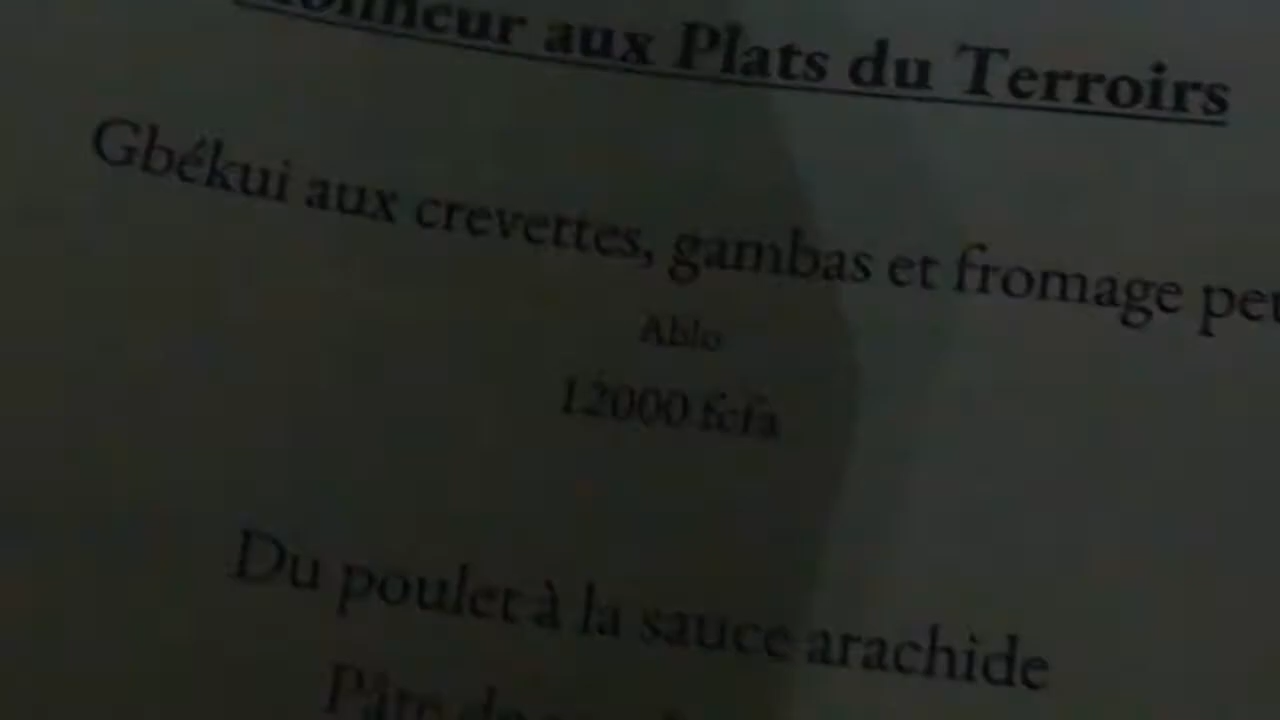 aux Plats du Terroirs
Gbékui aux crevettes, gambas et fromage
Ablo
12000 fcfa
Du poulet à la sauce arachide